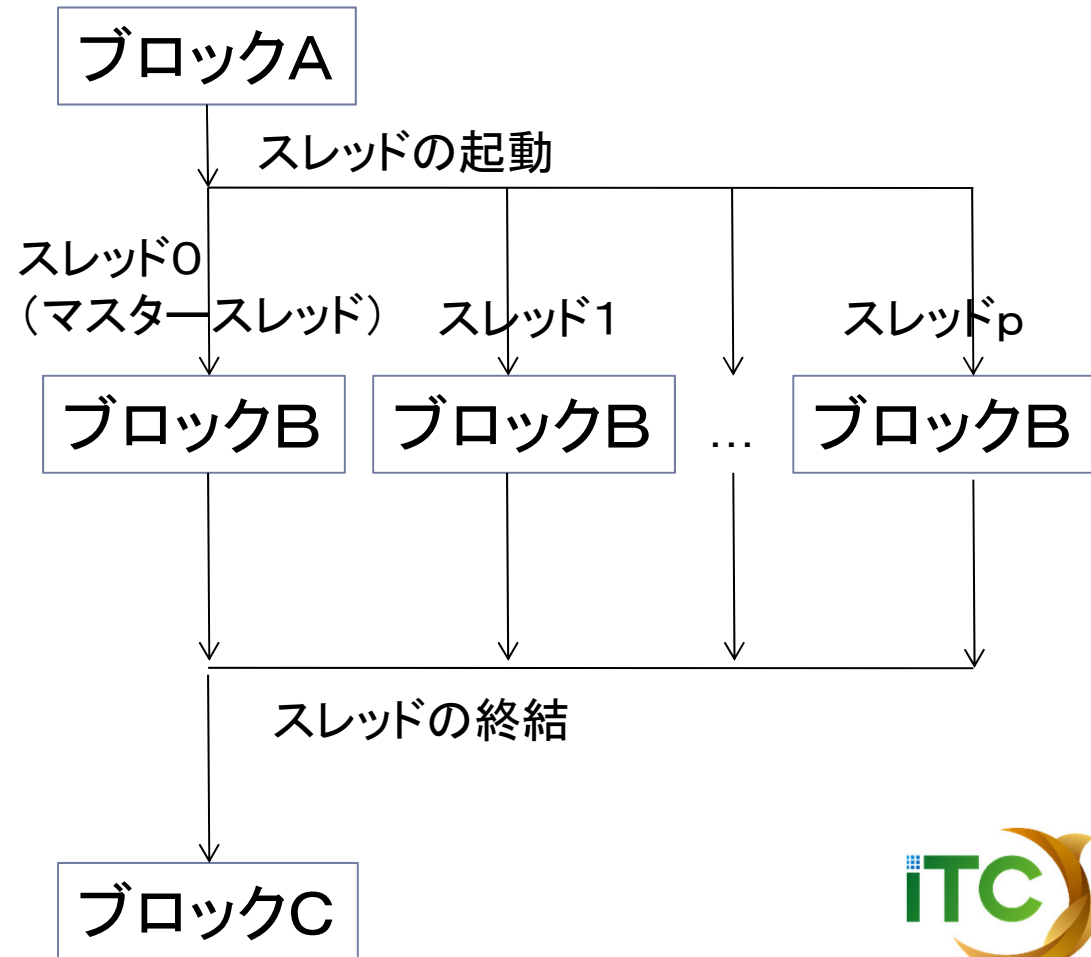 ブロックA
スレッドの起動
スレッド0
（マスタースレッド）
スレッド1
スレッドp
ブロックB
ブロックB
…
ブロックB
スレッドの終結
ブロックC
iTC